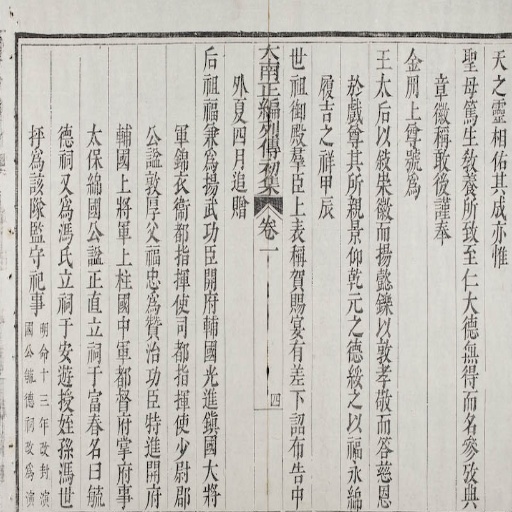 天之靈相佑其成亦惟
聖母篤生教養所致至仁大德無得而名參攷典
章徽稱敢後謹奉
金冊上尊號為
王太后以敍崇徽而揚懿鑠以敦孝敬而答慈恩
於戲尊其所親景仰乾元之德綏之以福永綿
履吉之祥甲辰
世祖御殿羣臣上表稱賀賜宴有差下詔布告中
大南正編列傳初集 卷一 四
外夏四月追贈
后祖福兼為揚武功臣開府輔國光進鎮國大將
軍錦衣衞都指揮使司都指揮使少尉郡
公謚敦厚父福忠為贊治功臣特進開府
輔國上將軍上柱國中軍都督府掌府事
太保綿國公謚正直立祠于富春名曰毓
德祠又為馮氏立祠于安遊授姪孫馮世
抨為該隊監守祀事
明命十三年改封演
國公毓德祠改為演